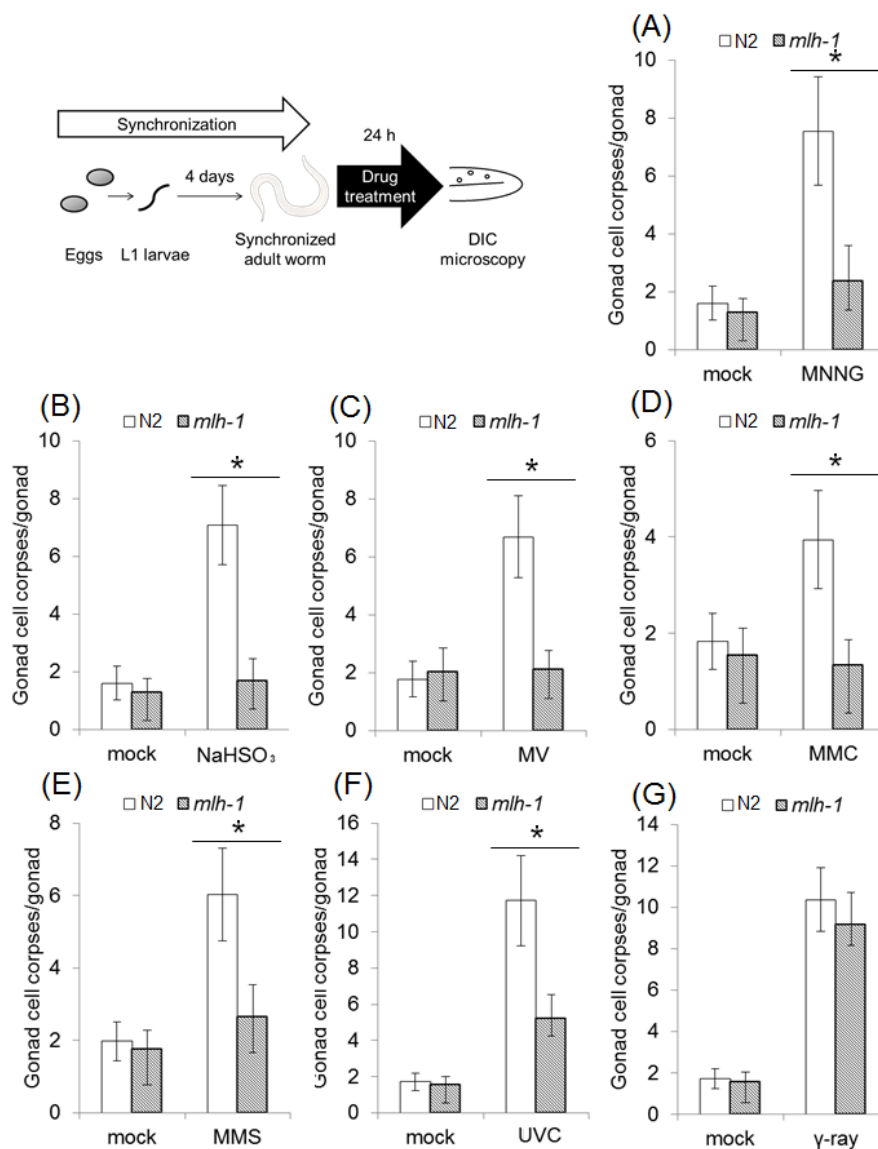 Synchronization
Eggs
L1 larvae
4 days
Synchronized
adult worm
24 h
Drug
treatment
DIC
microscopy
(A)
N2 mlh-1
Gonad cell corpses/gonad
10
8
6
4
2
0
*
mock MNNG
(B)
N2 mlh-1
Gonad cell corpses/gonad
10
8
6
4
2
0
*
mock NaHSO₃
(C)
N2 mlh-1
Gonad cell corpses/gonad
10
8
6
4
2
0
*
mock MV
(D)
N2 mlh-1
Gonad cell corpses/gonad
6
4
2
0
*
mock MMC
(E)
N2 mlh-1
Gonad cell corpses/gonad
8
6
4
2
0
*
mock MMS
(F)
N2 mlh-1
Gonad cell corpses/gonad
16
14
12
10
8
6
4
2
0
*
mock UVC
(G)
N2 mlh-1
Gonad cell corpses/gonad
14
12
10
8
6
4
2
0
mock γ-ray